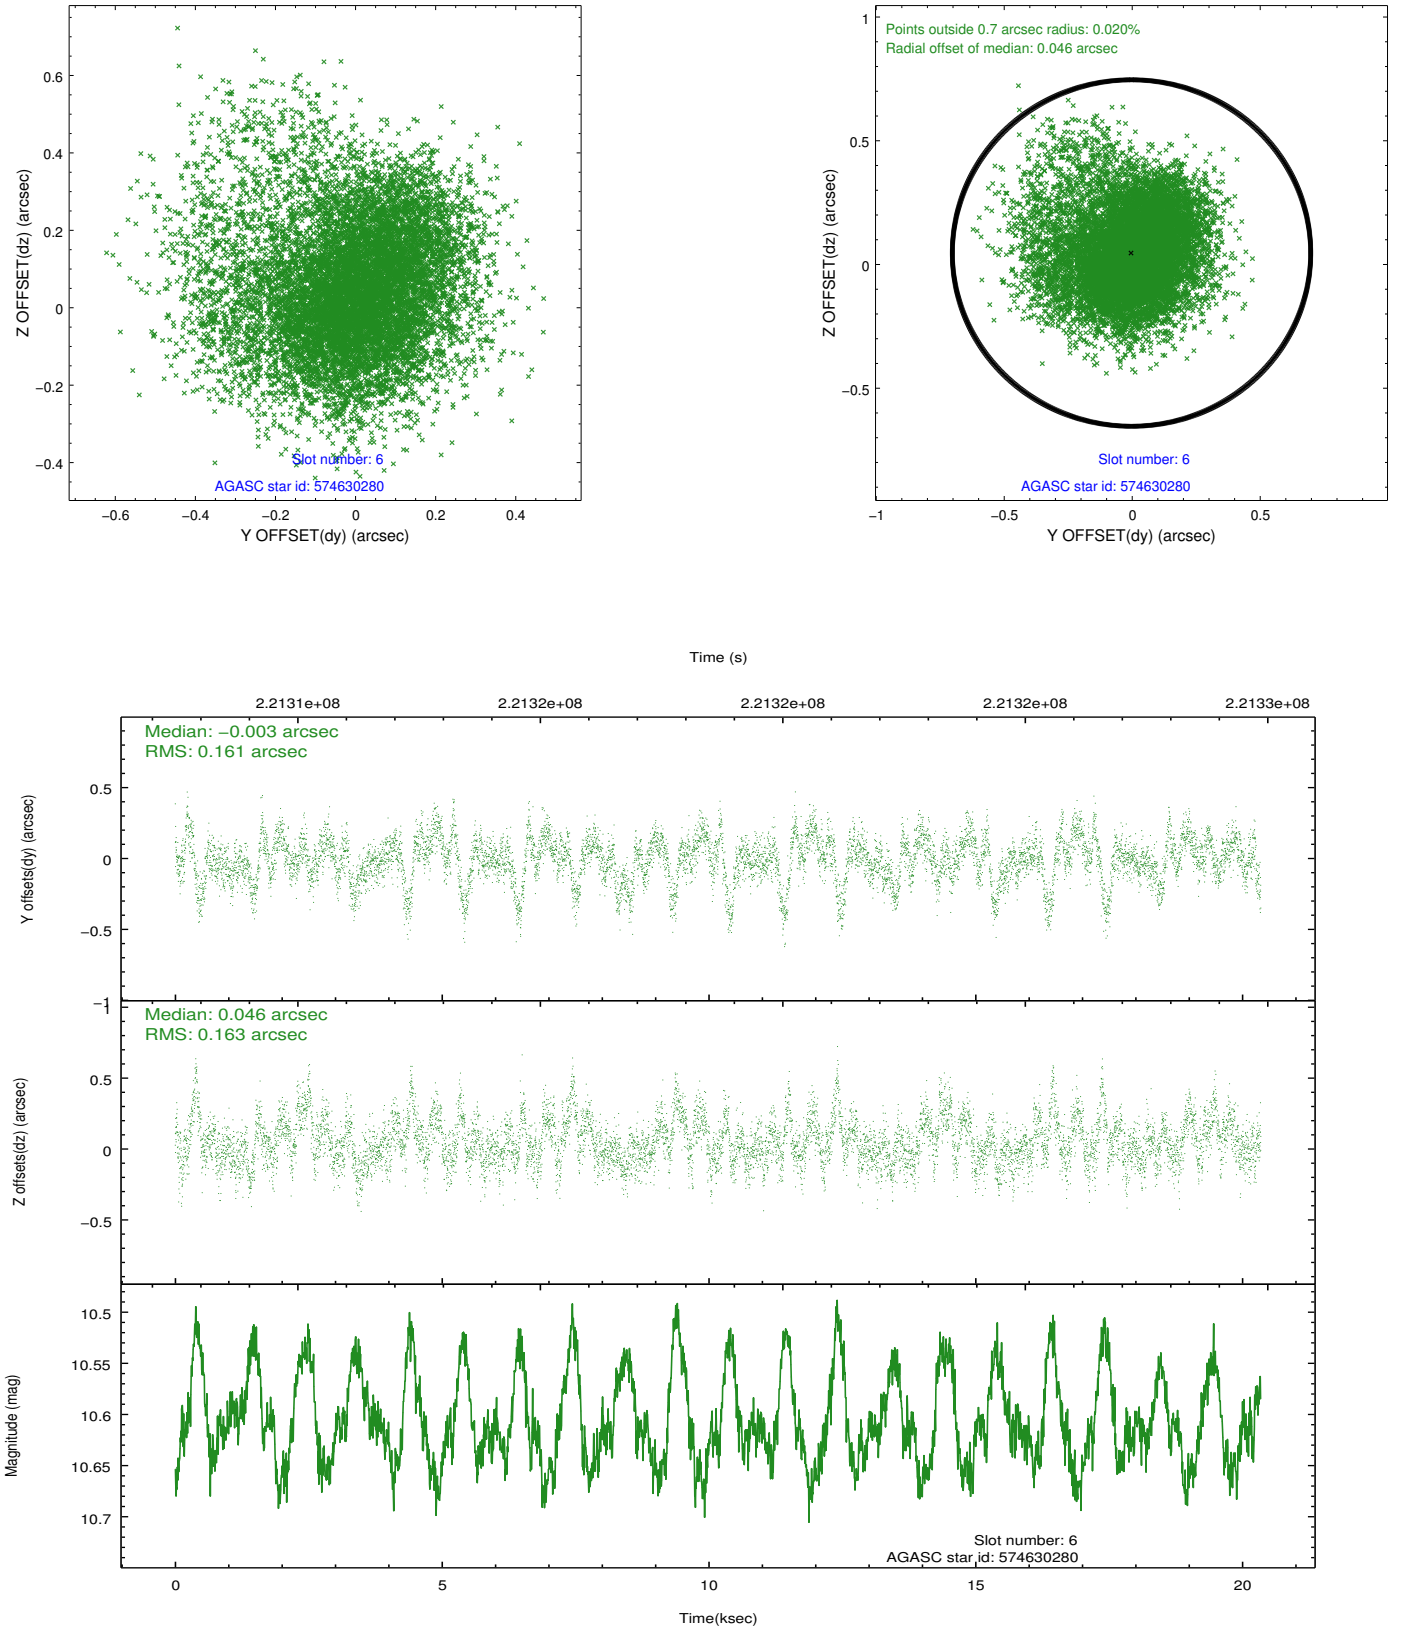 0.6
0.4
0.2
0
−0.2
−0.4
Z OFFSET(dz) (arcsec)
Slot number: 6
AGASC star id: 574630280
−0.6 −0.4 −0.2 0 0.2 0.4
Y OFFSET(dy) (arcsec)
1
0.5
0
−0.5
Z OFFSET(dz) (arcsec)
Points outside 0.7 arcsec radius: 0.020%
Radial offset of median: 0.046 arcsec
Slot number: 6
AGASC star id: 574630280
−1 −0.5 0 0.5
Y OFFSET(dy) (arcsec)
Time (s)
2.2131e+08 2.2132e+08 2.2132e+08 2.2132e+08 2.2133e+08
Median: −0.003 arcsec
RMS: 0.161 arcsec
0.5
0
−0.5
−1
Y offsets(dy) (arcsec)
1
Median: 0.046 arcsec
RMS: 0.163 arcsec
0.5
0
−0.5
Z offsets(dz) (arcsec)
10.5
10.55
10.6
10.65
10.7
Magnitude (mag)
Slot number: 6
AGASC star id: 574630280
0 5 10 15 20
Time(ksec)